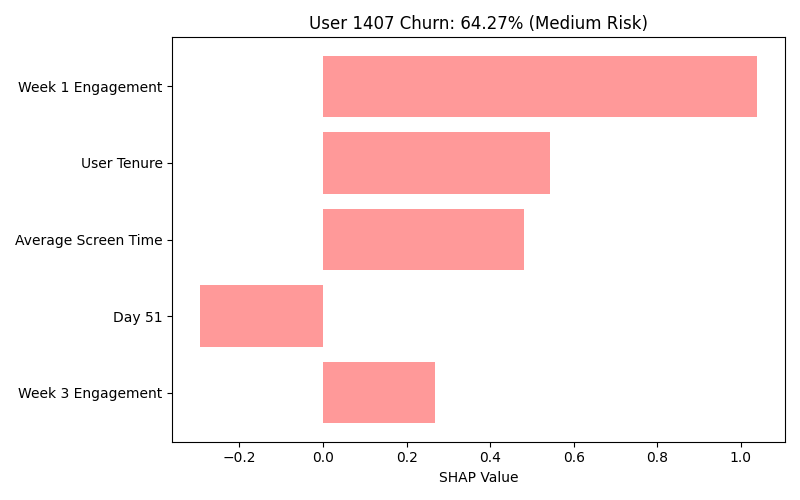 User 1407 Churn: 64.27% (Medium Risk)
Week 1 Engagement
User Tenure
Average Screen Time
Day 51
Week 3 Engagement
−0.2 0.0 0.2 0.4 0.6 0.8 1.0
SHAP Value